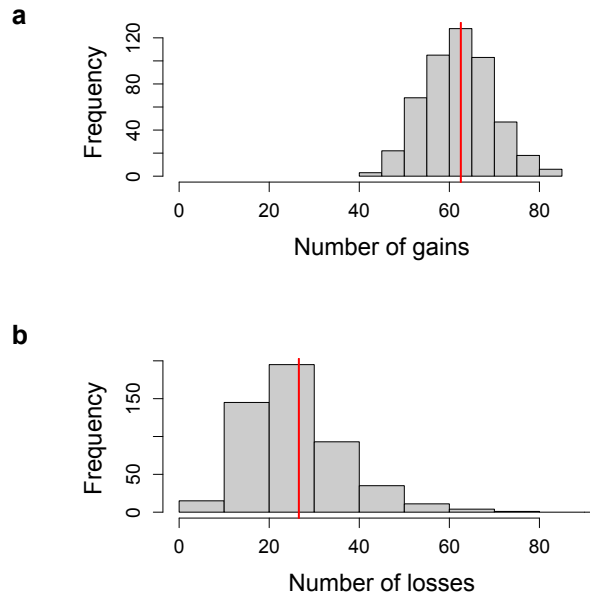 a
Frequency
0 40 80 120
0 20 40 60 80
Number of gains
b
Frequency
0 50 150
0 20 40 60 80
Number of losses